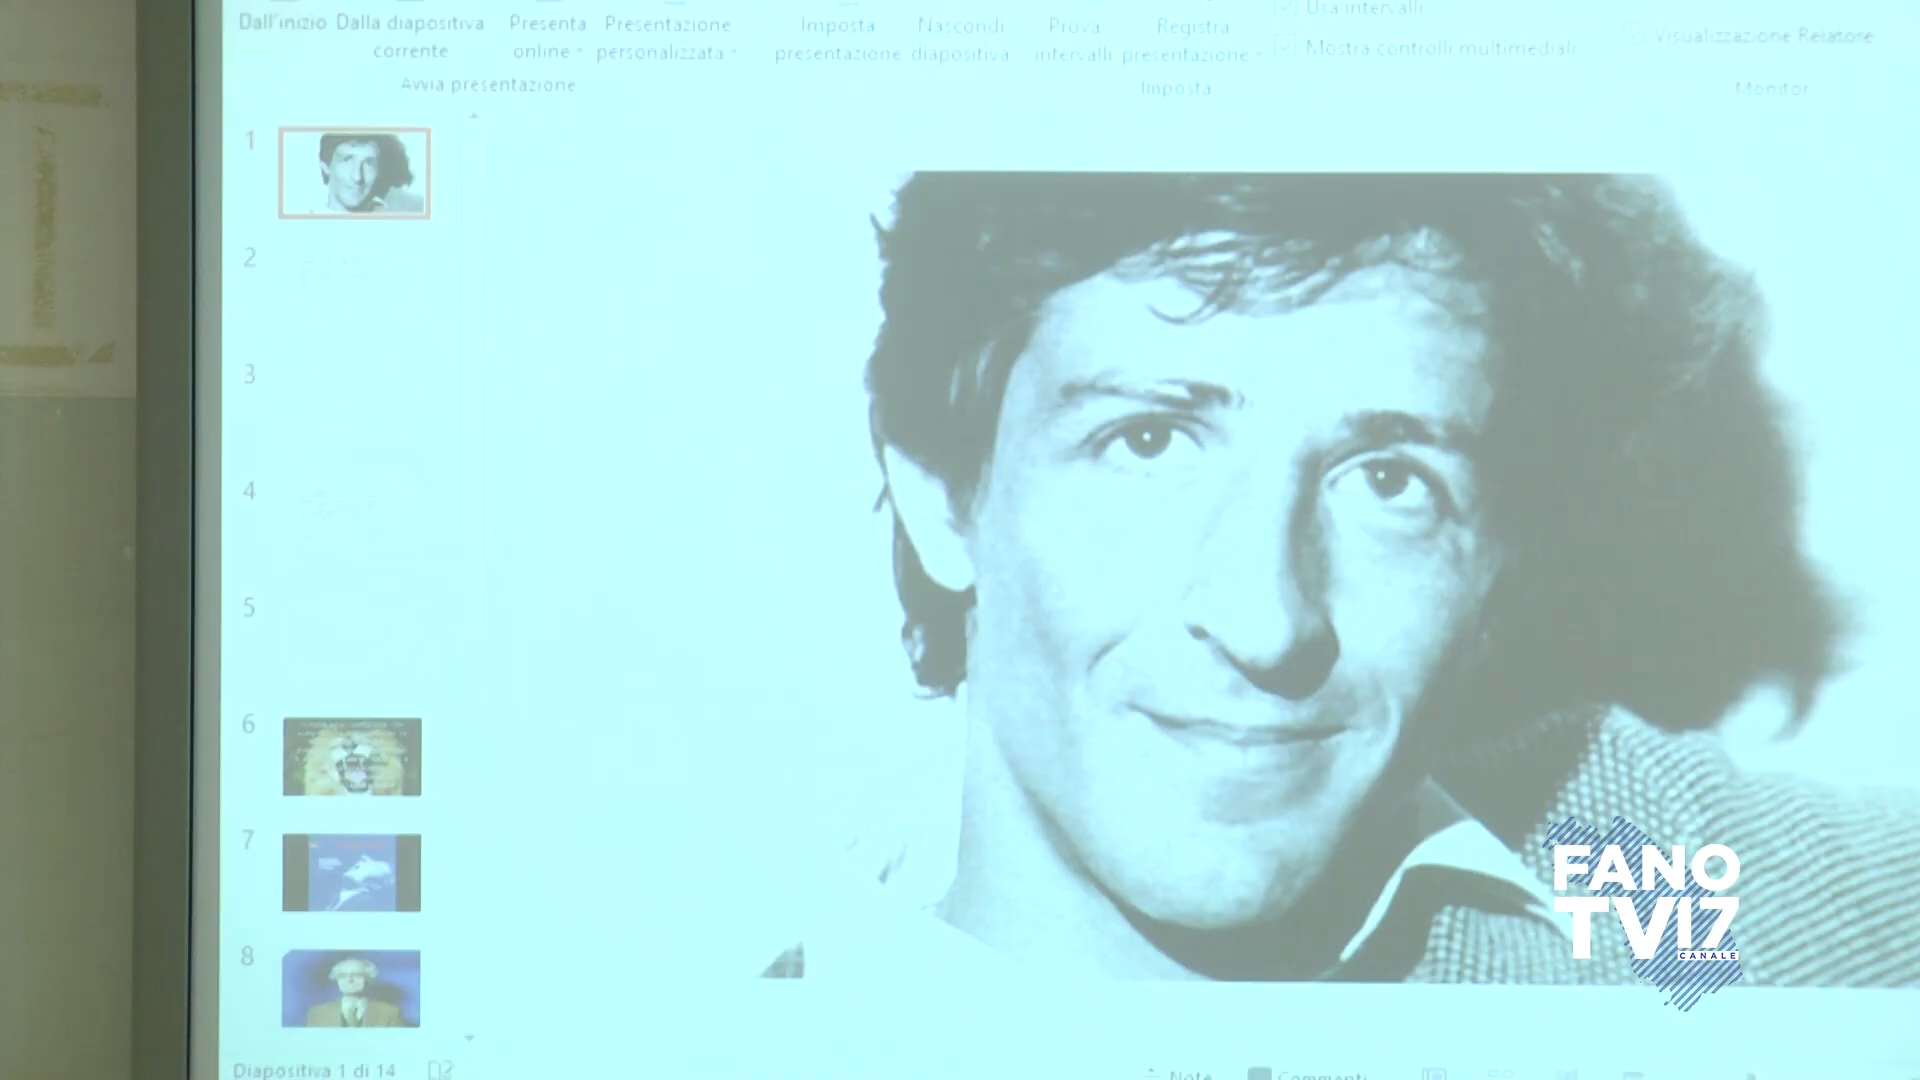 Dall'inizio Dalla diapositiva corrente
Presenta online
Presentazione personalizzata
Imposta presentazione
Nascondi diapositiva
Prova intervalli
Registra presentazione
Usa intervalli
Mostra controlli multimediali
Visualizzazione Relatore
Avvia presentazione
Imposta
Monitor
1
2
3
4
5
6
7
8
Diapositiva 1 di 14
Note
Commenti
FANO
TV17
CANALE